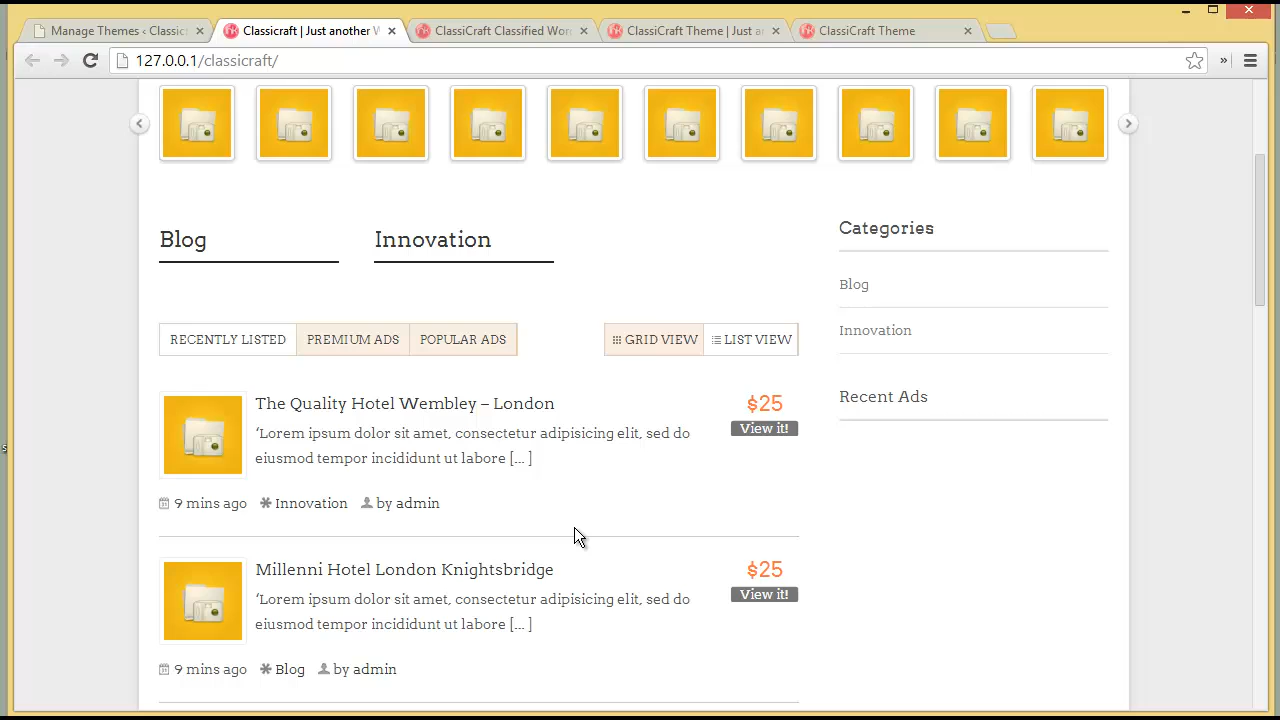 Manage Themes ‹ Classic
Classicraft | Just another W
ClassiCraft Classified Wor
ClassiCraft Theme | Just a
ClassiCraft Theme
127.0.0.1/classicraft/
»
Blog
Innovation
Categories
Blog
Innovation
RECENTLY LISTED
PREMIUM ADS
POPULAR ADS
GRID VIEW
LIST VIEW
Recent Ads
The Quality Hotel Wembley – London
$25
‘Lorem ipsum dolor sit amet, consectetur adipisicing elit, sed do
View it!
eiusmod tempor incididunt ut labore [... ]
9 mins ago
Innovation
by admin
Millenni Hotel London Knightsbridge
$25
‘Lorem ipsum dolor sit amet, consectetur adipisicing elit, sed do
View it!
eiusmod tempor incididunt ut labore [... ]
9 mins ago
Blog
by admin